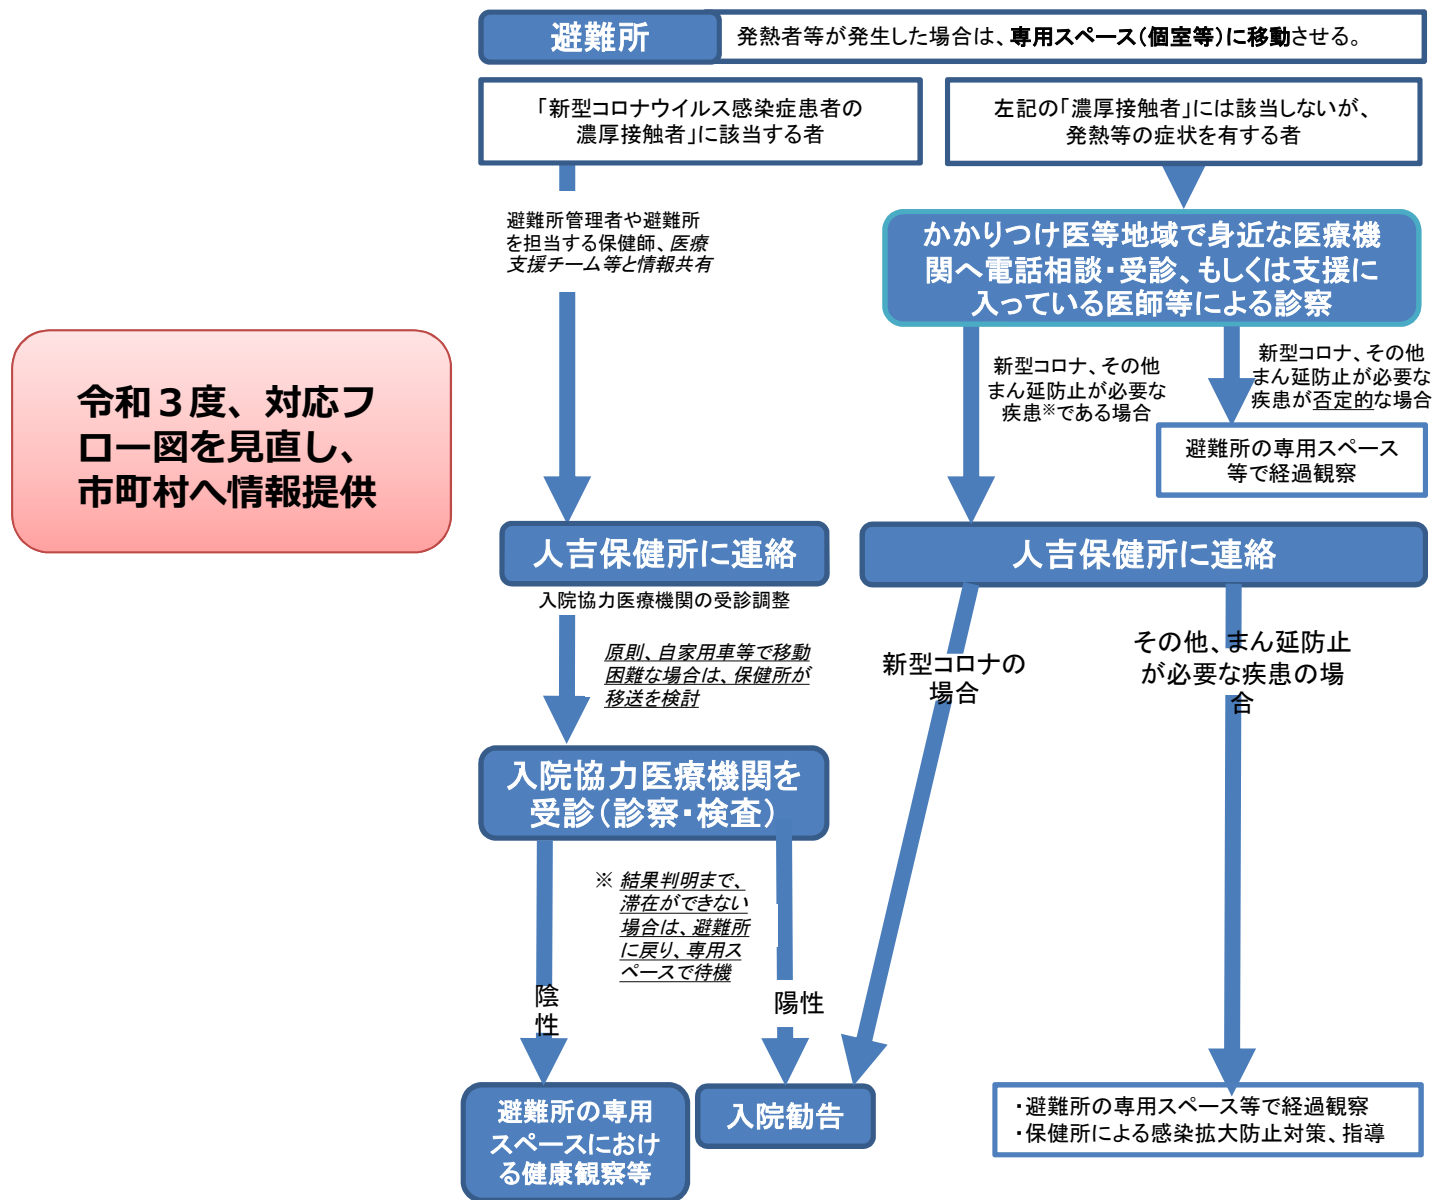 避難所
発熱者等が発生した場合は、専用スペース(個室等)に移動させる。
「新型コロナウイルス感染症患者の
濃厚接触者」に該当する者
左記の「濃厚接触者」には該当しないが、
発熱等の症状を有する者
避難所管理者や避難所
を担当する保健師、医療
支援チーム等と情報共有
かかりつけ医等地域で身近な医療機
関へ電話相談・受診、もしくは支援に
入っている医師等による診察
新型コロナ、その他
まん延防止が必要な
疾患※である場合
新型コロナ、その他
まん延防止が必要な
疾患が否定的な場合
避難所の専用スペース
等で経過観察
令和３度、対応フ
ロー図を見直し、
市町村へ情報提供
人吉保健所に連絡
人吉保健所に連絡
入院協力医療機関の受診調整
原則、自家用車等で移動
困難な場合は、保健所が
移送を検討
新型コロナの
場合
その他、まん延防止
が必要な疾患の場
合
入院協力医療機関を
受診(診察・検査)
※ 結果判明まで、
滞在ができない
場合は、避難所
に戻り、専用ス
ペースで待機
陰
性
陽性
避難所の専用
スペースにおけ
る健康観察等
入院勧告
・避難所の専用スペース等で経過観察
・保健所による感染拡大防止対策、指導